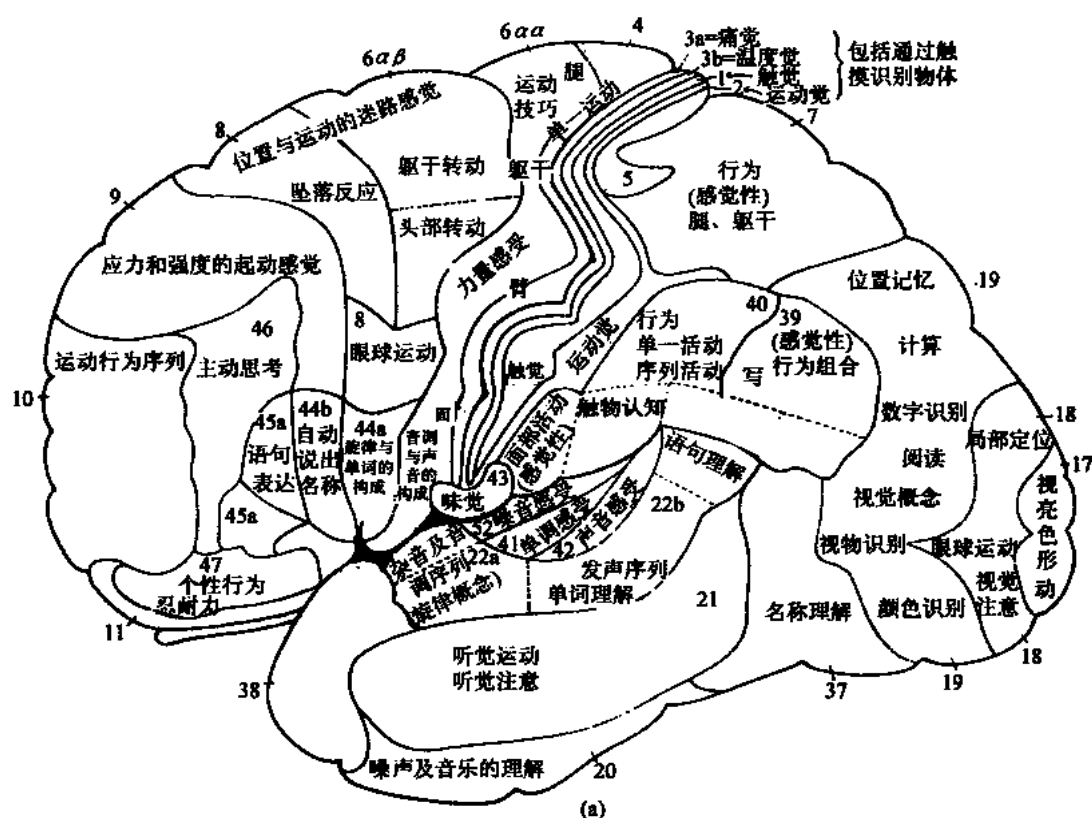 6αα
4
6αβ
3a=痛觉
3b=温度觉
1=触觉
2=运动觉
包括通过触
摸识别物体
运动
技巧
腿
单一运动
7
8
位置与运动的迷路感觉
9
坠落反应
躯干转动
躯干
5
行为
(感觉性)
腿、躯干
头部转动
应力和强度的起动感觉
力量感受
臂
位置记忆
19
46
8
眼球运动
运动行为序列
主动思考
运动觉
行为
单一活动
序列活动
40
39
(感觉性)
行为组合
写
计算
10
触觉
触物认知
数字识别
18
局部定位
17
45a
语句
表达
44b
自动
说出
名称
44a
旋律与
单词的
构成
音调
与声
音的
构成
面
面部活动
(感觉性)
43
味觉
语句理解
阅读
视觉概念
视亮色形动
45a
22噪音感受
41
单调感受
42
声音感受
22b
视物识别
眼球运动
视觉
注意
47
个性行为
忍耐力
杂音及音
调序列22a
旋律概念)
发声序列
单词理解
21
名称理解
颜色识别
11
38
听觉运动
听觉注意
37
19
18
噪声及音乐的理解
20
(a)